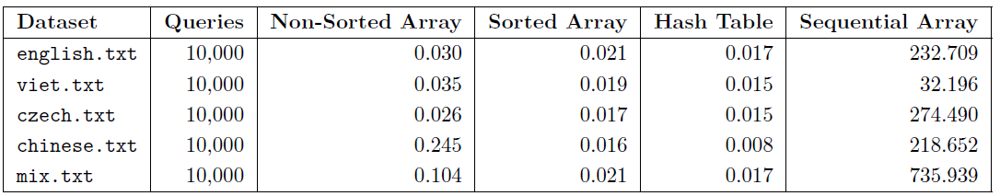 Dataset Queries Non-Sorted Array Sorted Array Hash Table Sequential Array
english.txt 10,000 0.030 0.021 0.017 232.709
viet.txt 10,000 0.035 0.019 0.015 32.196
czech.txt 10,000 0.026 0.017 0.015 274.490
chinese.txt 10,000 0.245 0.016 0.008 218.652
mix.txt 10,000 0.104 0.021 0.017 735.939